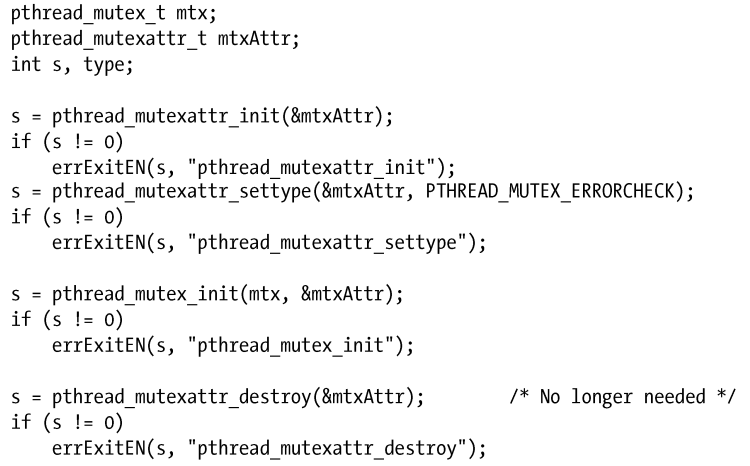 pthread_mutex_t mtx;
pthread_mutexattr_t mtxAttr;
int s, type;

s = pthread_mutexattr_init(&mtxAttr);
if (s != 0)
    errExitEN(s, "pthread_mutexattr_init");
s = pthread_mutexattr_settype(&mtxAttr, PTHREAD_MUTEX_ERRORCHECK);
if (s != 0)
    errExitEN(s, "pthread_mutexattr_settype");

s = pthread_mutex_init(mtx, &mtxAttr);
if (s != 0)
    errExitEN(s, "pthread_mutex_init");

s = pthread_mutexattr_destroy(&mtxAttr);        /* No longer needed */
if (s != 0)
    errExitEN(s, "pthread_mutexattr_destroy");